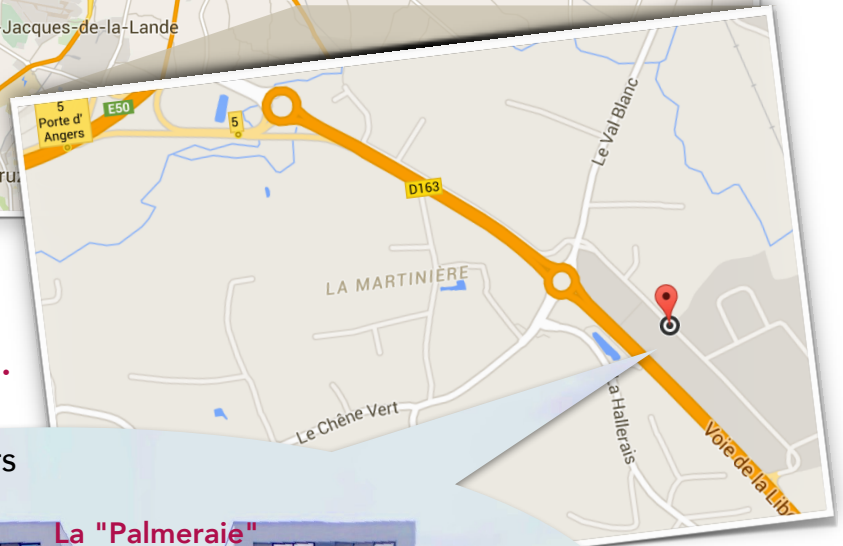 -Jacques-de-la-Lande
5
Porte d'
Angers
E50
5
D163
Le Val Blanc
LA MARTINIÈRE
Le Chêne Vert
La Hallerais
Voie de la Lib
La "Palmeraie"